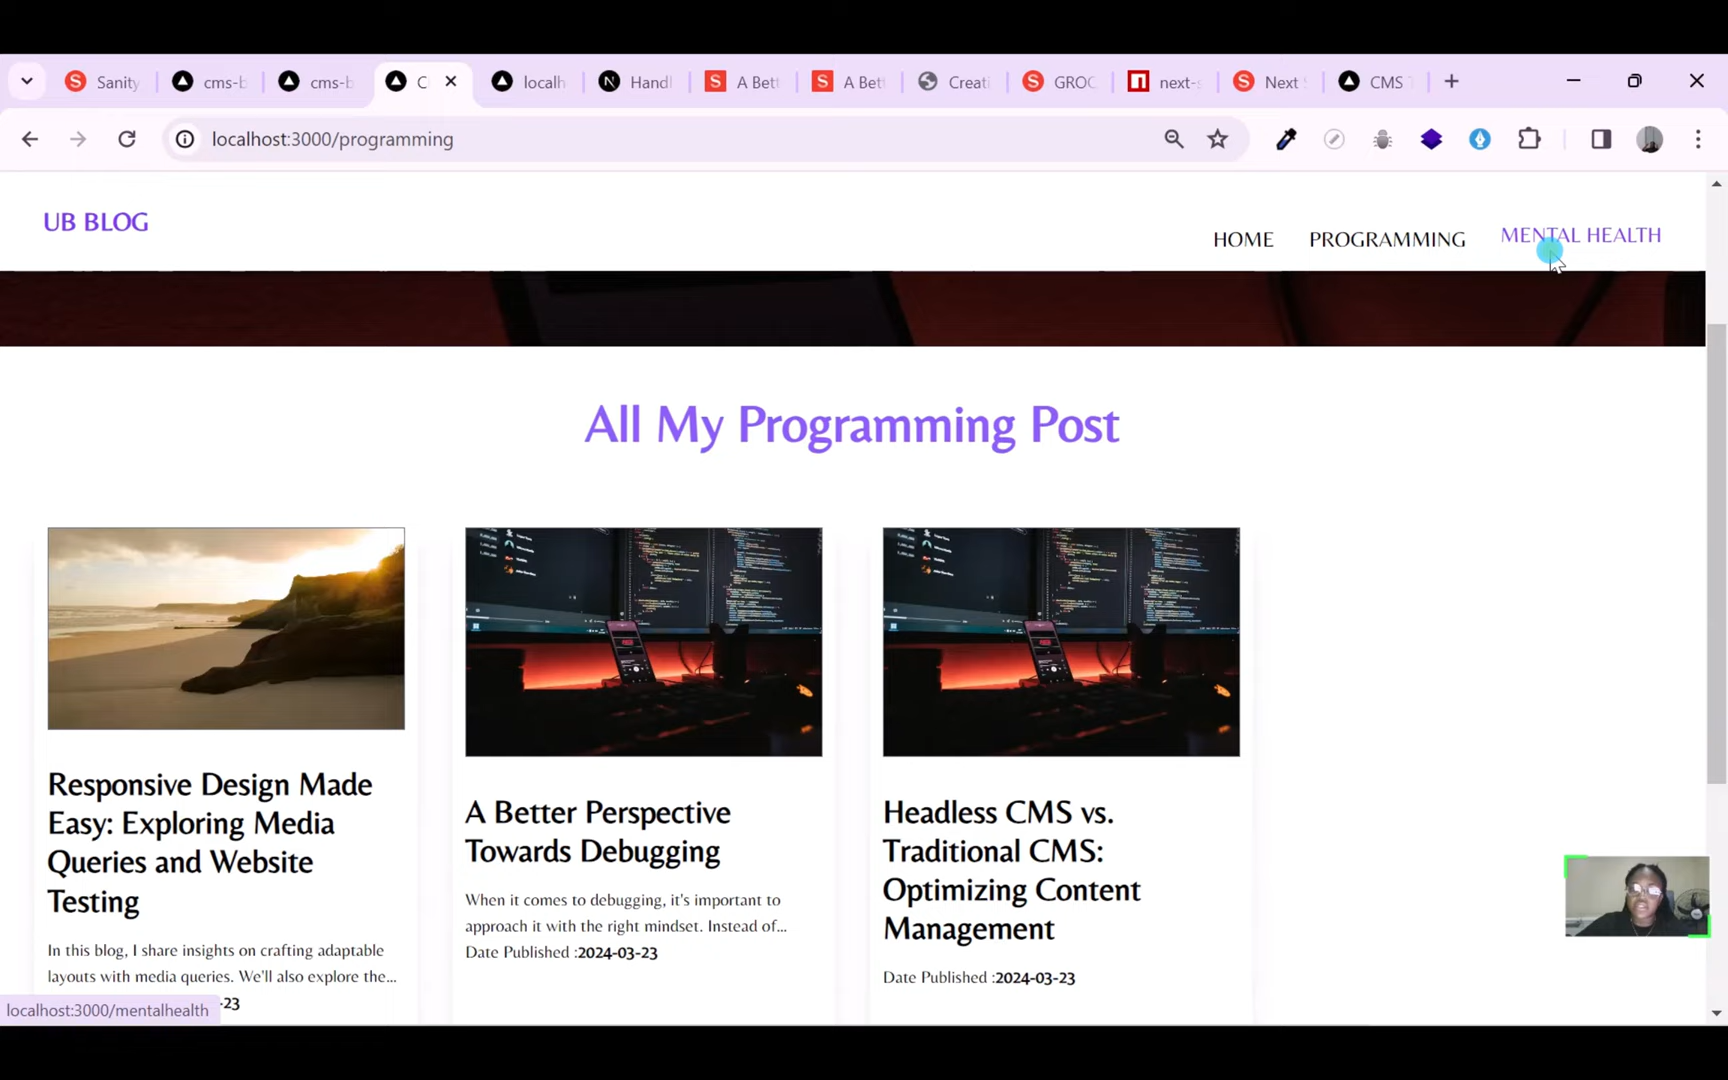 Sanity
cms-b
cms-b
C
localh
Handl
A Bett
A Bett
Creati
GROC
next-s
Next S
CMS T
localhost:3000/programming
UB BLOG
HOME
PROGRAMMING
MENTAL HEALTH
All My Programming Post
Responsive Design Made
Easy: Exploring Media
Queries and Website
Testing
In this blog, I share insights on crafting adaptable
layouts with media queries. We'll also explore the...
-23
A Better Perspective
Towards Debugging
When it comes to debugging, it's important to
approach it with the right mindset. Instead of...
Date Published :2024-03-23
Headless CMS vs.
Traditional CMS:
Optimizing Content
Management
Date Published :2024-03-23
localhost:3000/mentalhealth